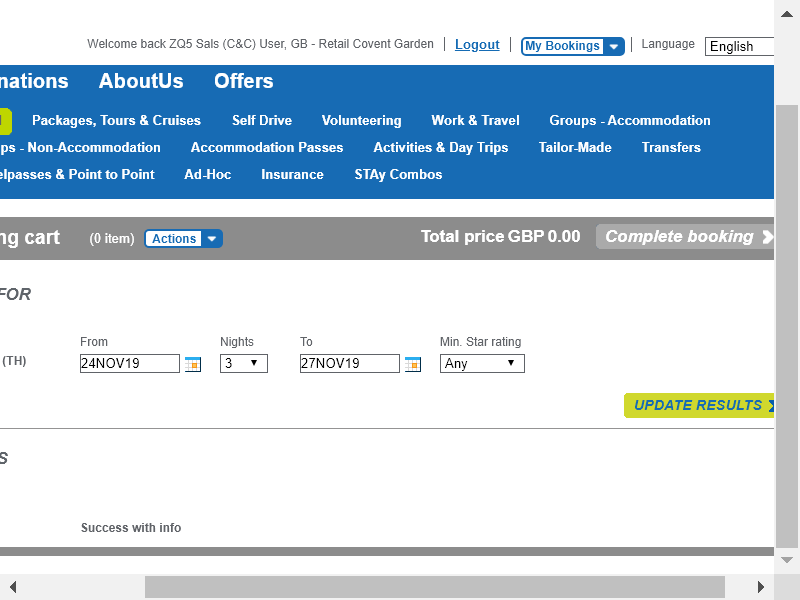 Welcome back ZQ5 Sals (C&C) User, GB - Retail Covent Garden Logout My Bookings Language English
nations AboutUs Offers
Packages, Tours & Cruises Self Drive Volunteering Work & Travel Groups - Accommodation
ps - Non-Accommodation Accommodation Passes Activities & Day Trips Tailor-Made Transfers
elpasses & Point to Point Ad-Hoc Insurance STAy Combos
ng cart (0 item) Actions Total price GBP 0.00 Complete booking
FOR
From Nights To Min. Star rating
(TH) 24NOV19 3 27NOV19 Any
UPDATE RESULTS
S
Success with info